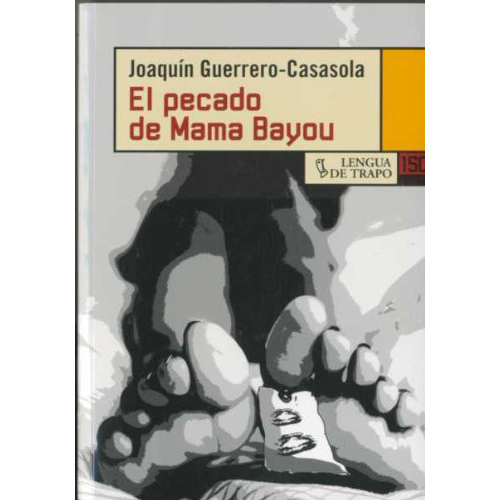 Joaquín Guerrero-Casasola
El pecado
de Mama Bayou
LENGUA
DE TRAPO
150